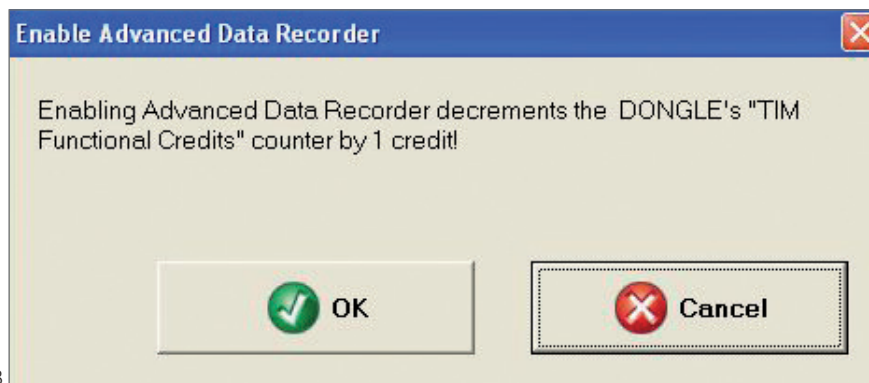 Enable Advanced Data Recorder
Enabling Advanced Data Recorder decrements the DONGLE's "TIM
Functional Credits" counter by 1 credit!
OK
Cancel